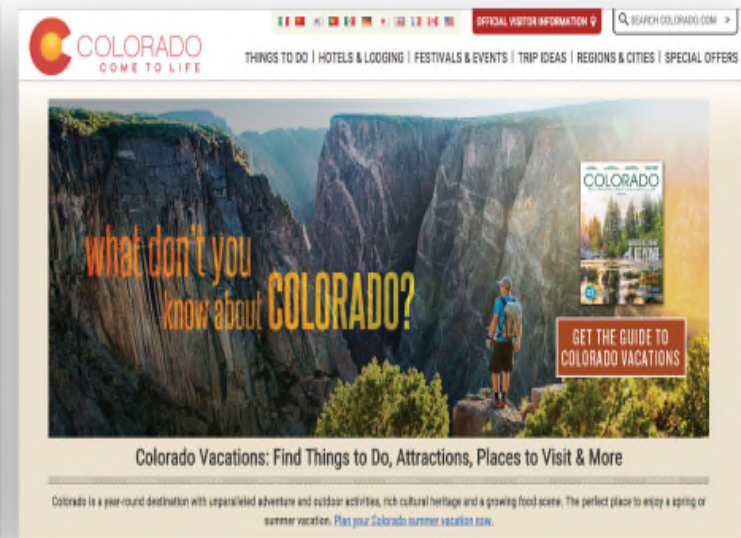 COLORADO
COME TO LIFE
OFFICIAL VISITOR INFORMATION
SEARCH COLORADO.COM >
THINGS TO DO | HOTELS & LODGING | FESTIVALS & EVENTS | TRIP IDEAS | REGIONS & CITIES | SPECIAL OFFERS
what don't you
know about COLORADO?
COLORADO
GET THE GUIDE TO
COLORADO VACATIONS
Colorado Vacations: Find Things to Do, Attractions, Places to Visit & More
Colorado is a year-round destination with unparalleled adventure and outdoor activities, rich cultural heritage and a growing food scene. The perfect place to enjoy a spring or
summer vacation. Plan your Colorado summer vacation now.